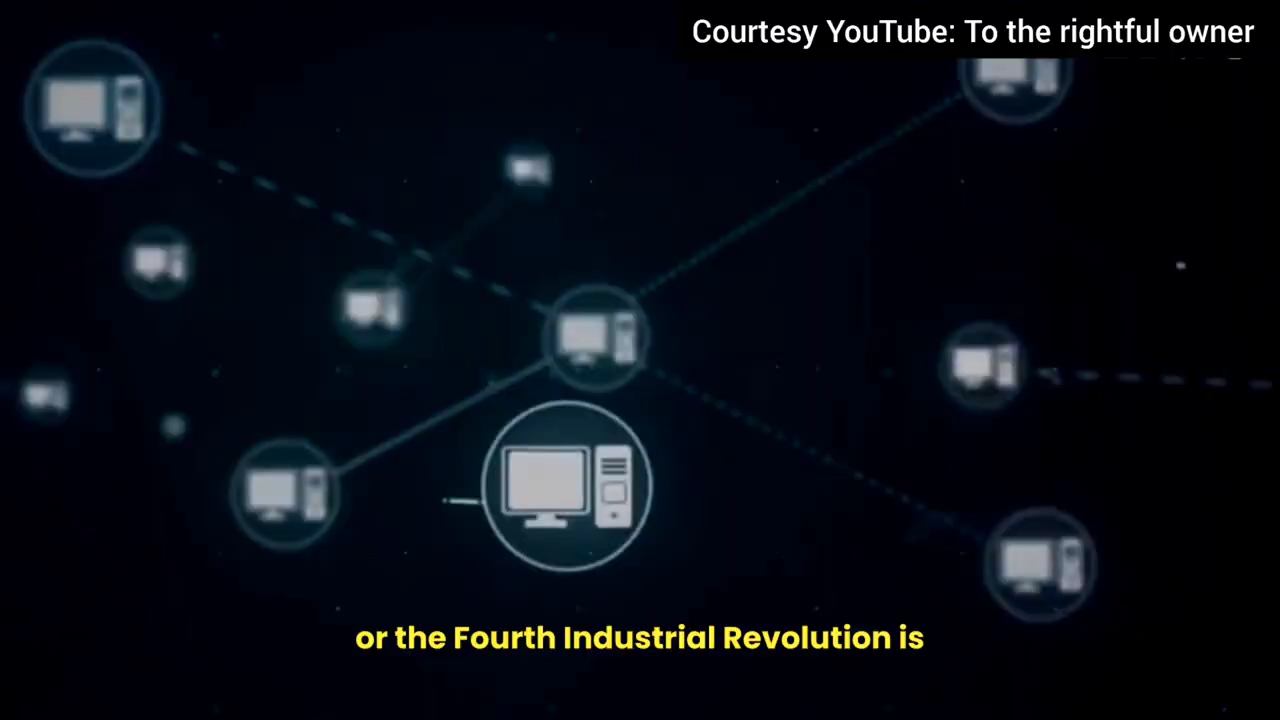 Courtesy YouTube: To the rightful owner
or the Fourth Industrial Revolution is